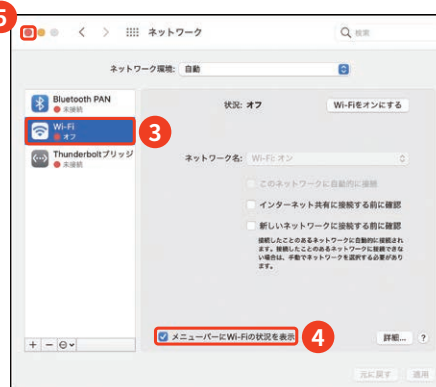 5
ネットワーク
検索
ネットワーク環境: 自動
Bluetooth PAN
未接続
Wi-Fi
オフ
Thunderboltブリッジ
未接続
3
状況: オフ
Wi-Fiをオンにする
ネットワーク名: Wi-Fi: オン
このネットワークに自動的に接続
インターネット共有に接続する前に確認
新しいネットワークに接続する前に確認
接続したことのあるネットワークに自動的に接続され
ます。接続したことのあるネットワークに接続できな
い場合は、手動でネットワークを選択する必要があり
ます。
メニューバーにWi-Fiの状況を表示
4
詳細...
?
元に戻す
適用